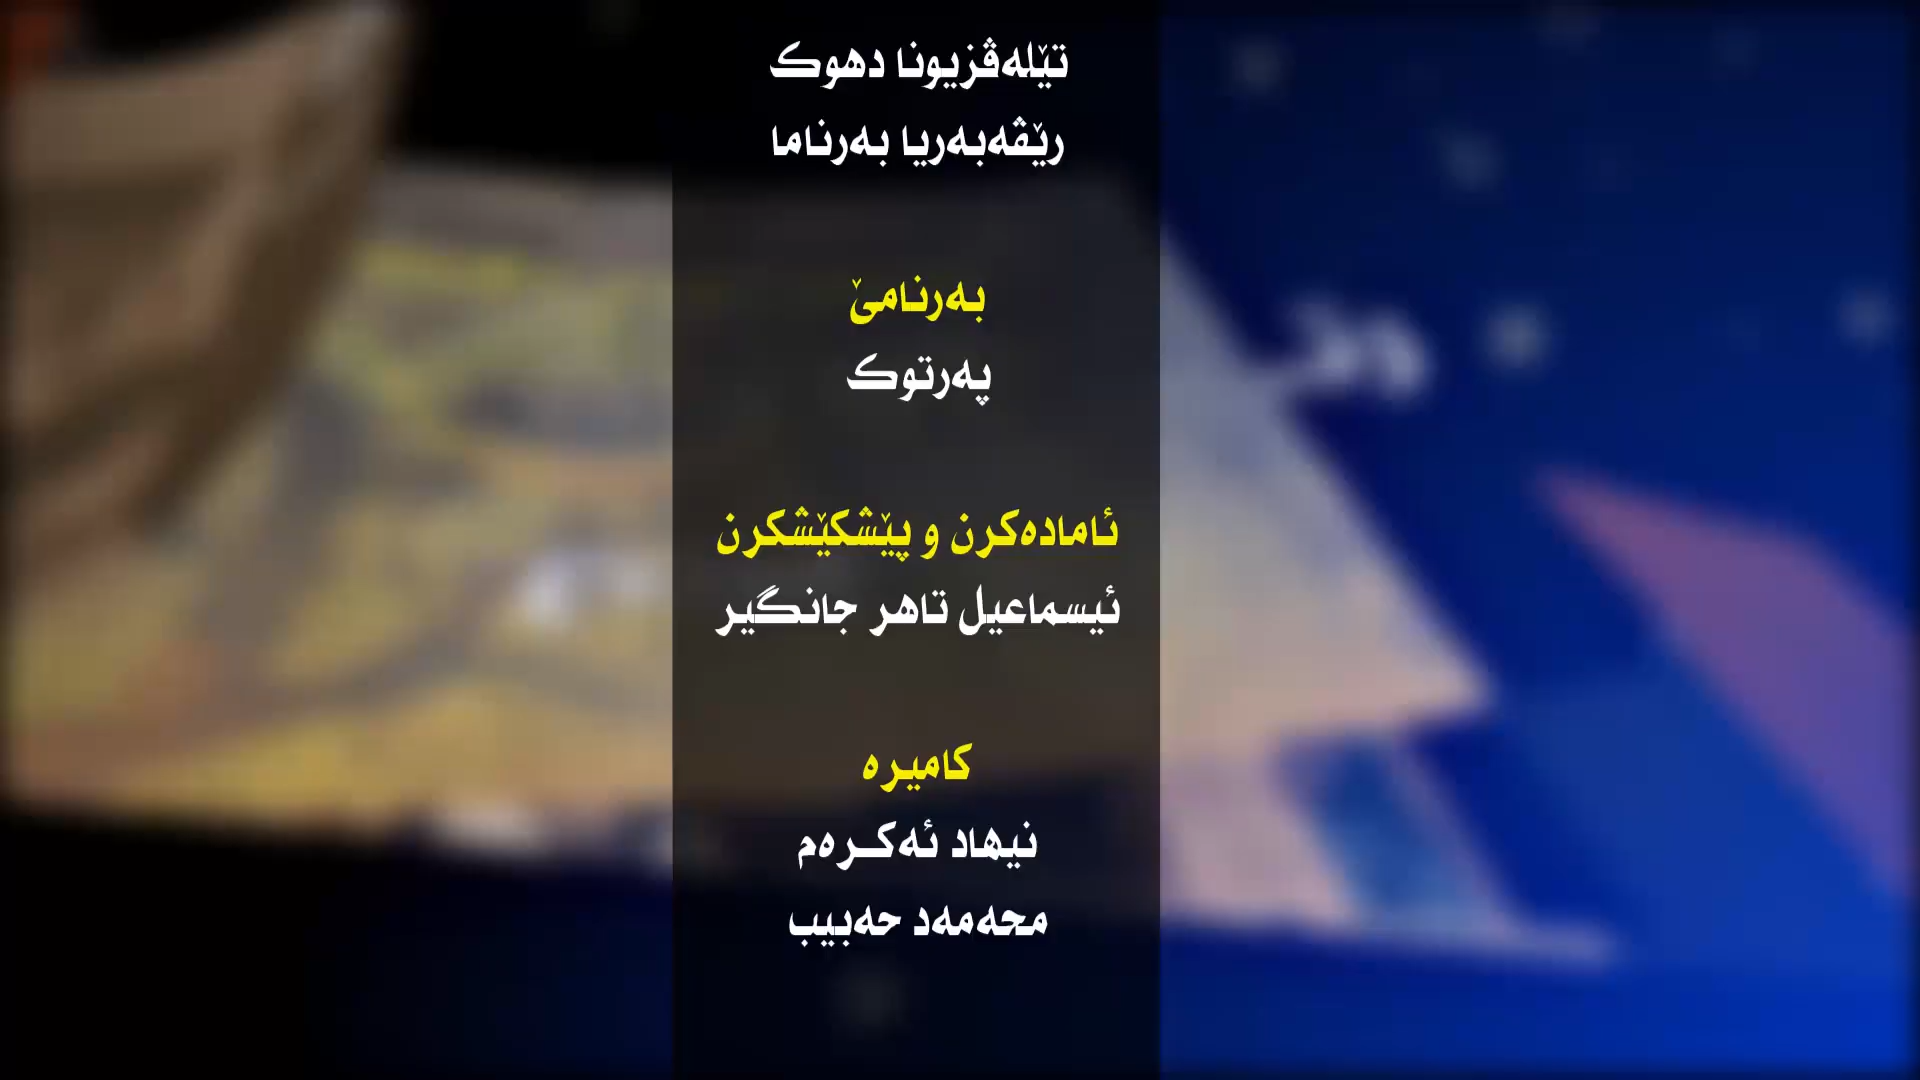 تێلەڤزیونا دهوک
رێڤەبەریا بەرناما
بەرنامێ
پەرتوک
ئامادەکرن و پێشکێشکرن
ئیسماعیل تاهر جانگیر
کامیرە
نیهاد ئەکـرەم
محەمەد حەبیب